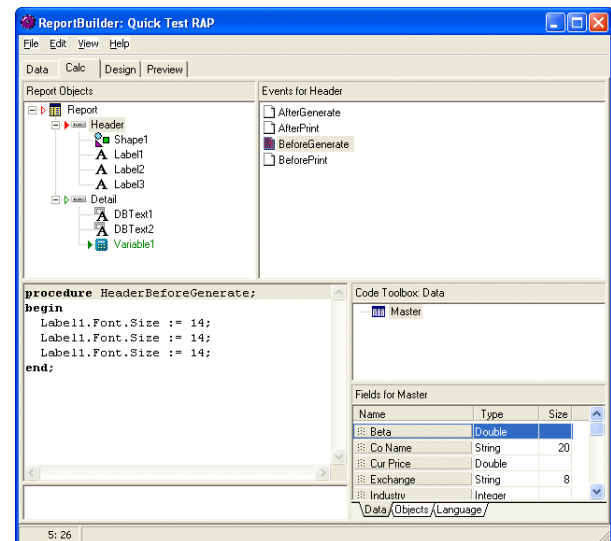 ReportBuilder: Quick Test RAP
File Edit View Help
Data Calc Design Preview
Report Objects
Report
Header
Shape1
Label1
Label2
Label3
Detail
DBText1
DBText2
Variable1
Events for Header
AfterGenerate
AfterPrint
BeforeGenerate
BeforePrint
procedure HeaderBeforeGenerate;
begin
Label1.Font.Size := 14;
Label1.Font.Size := 14;
Label1.Font.Size := 14;
end;
Code Toolbox: Data
Master
Fields for Master
Name Type Size
Beta Double
Co Name String 20
Cur Price Double
Exchange String 8
Industry Integer
Data Objects Language
5: 26